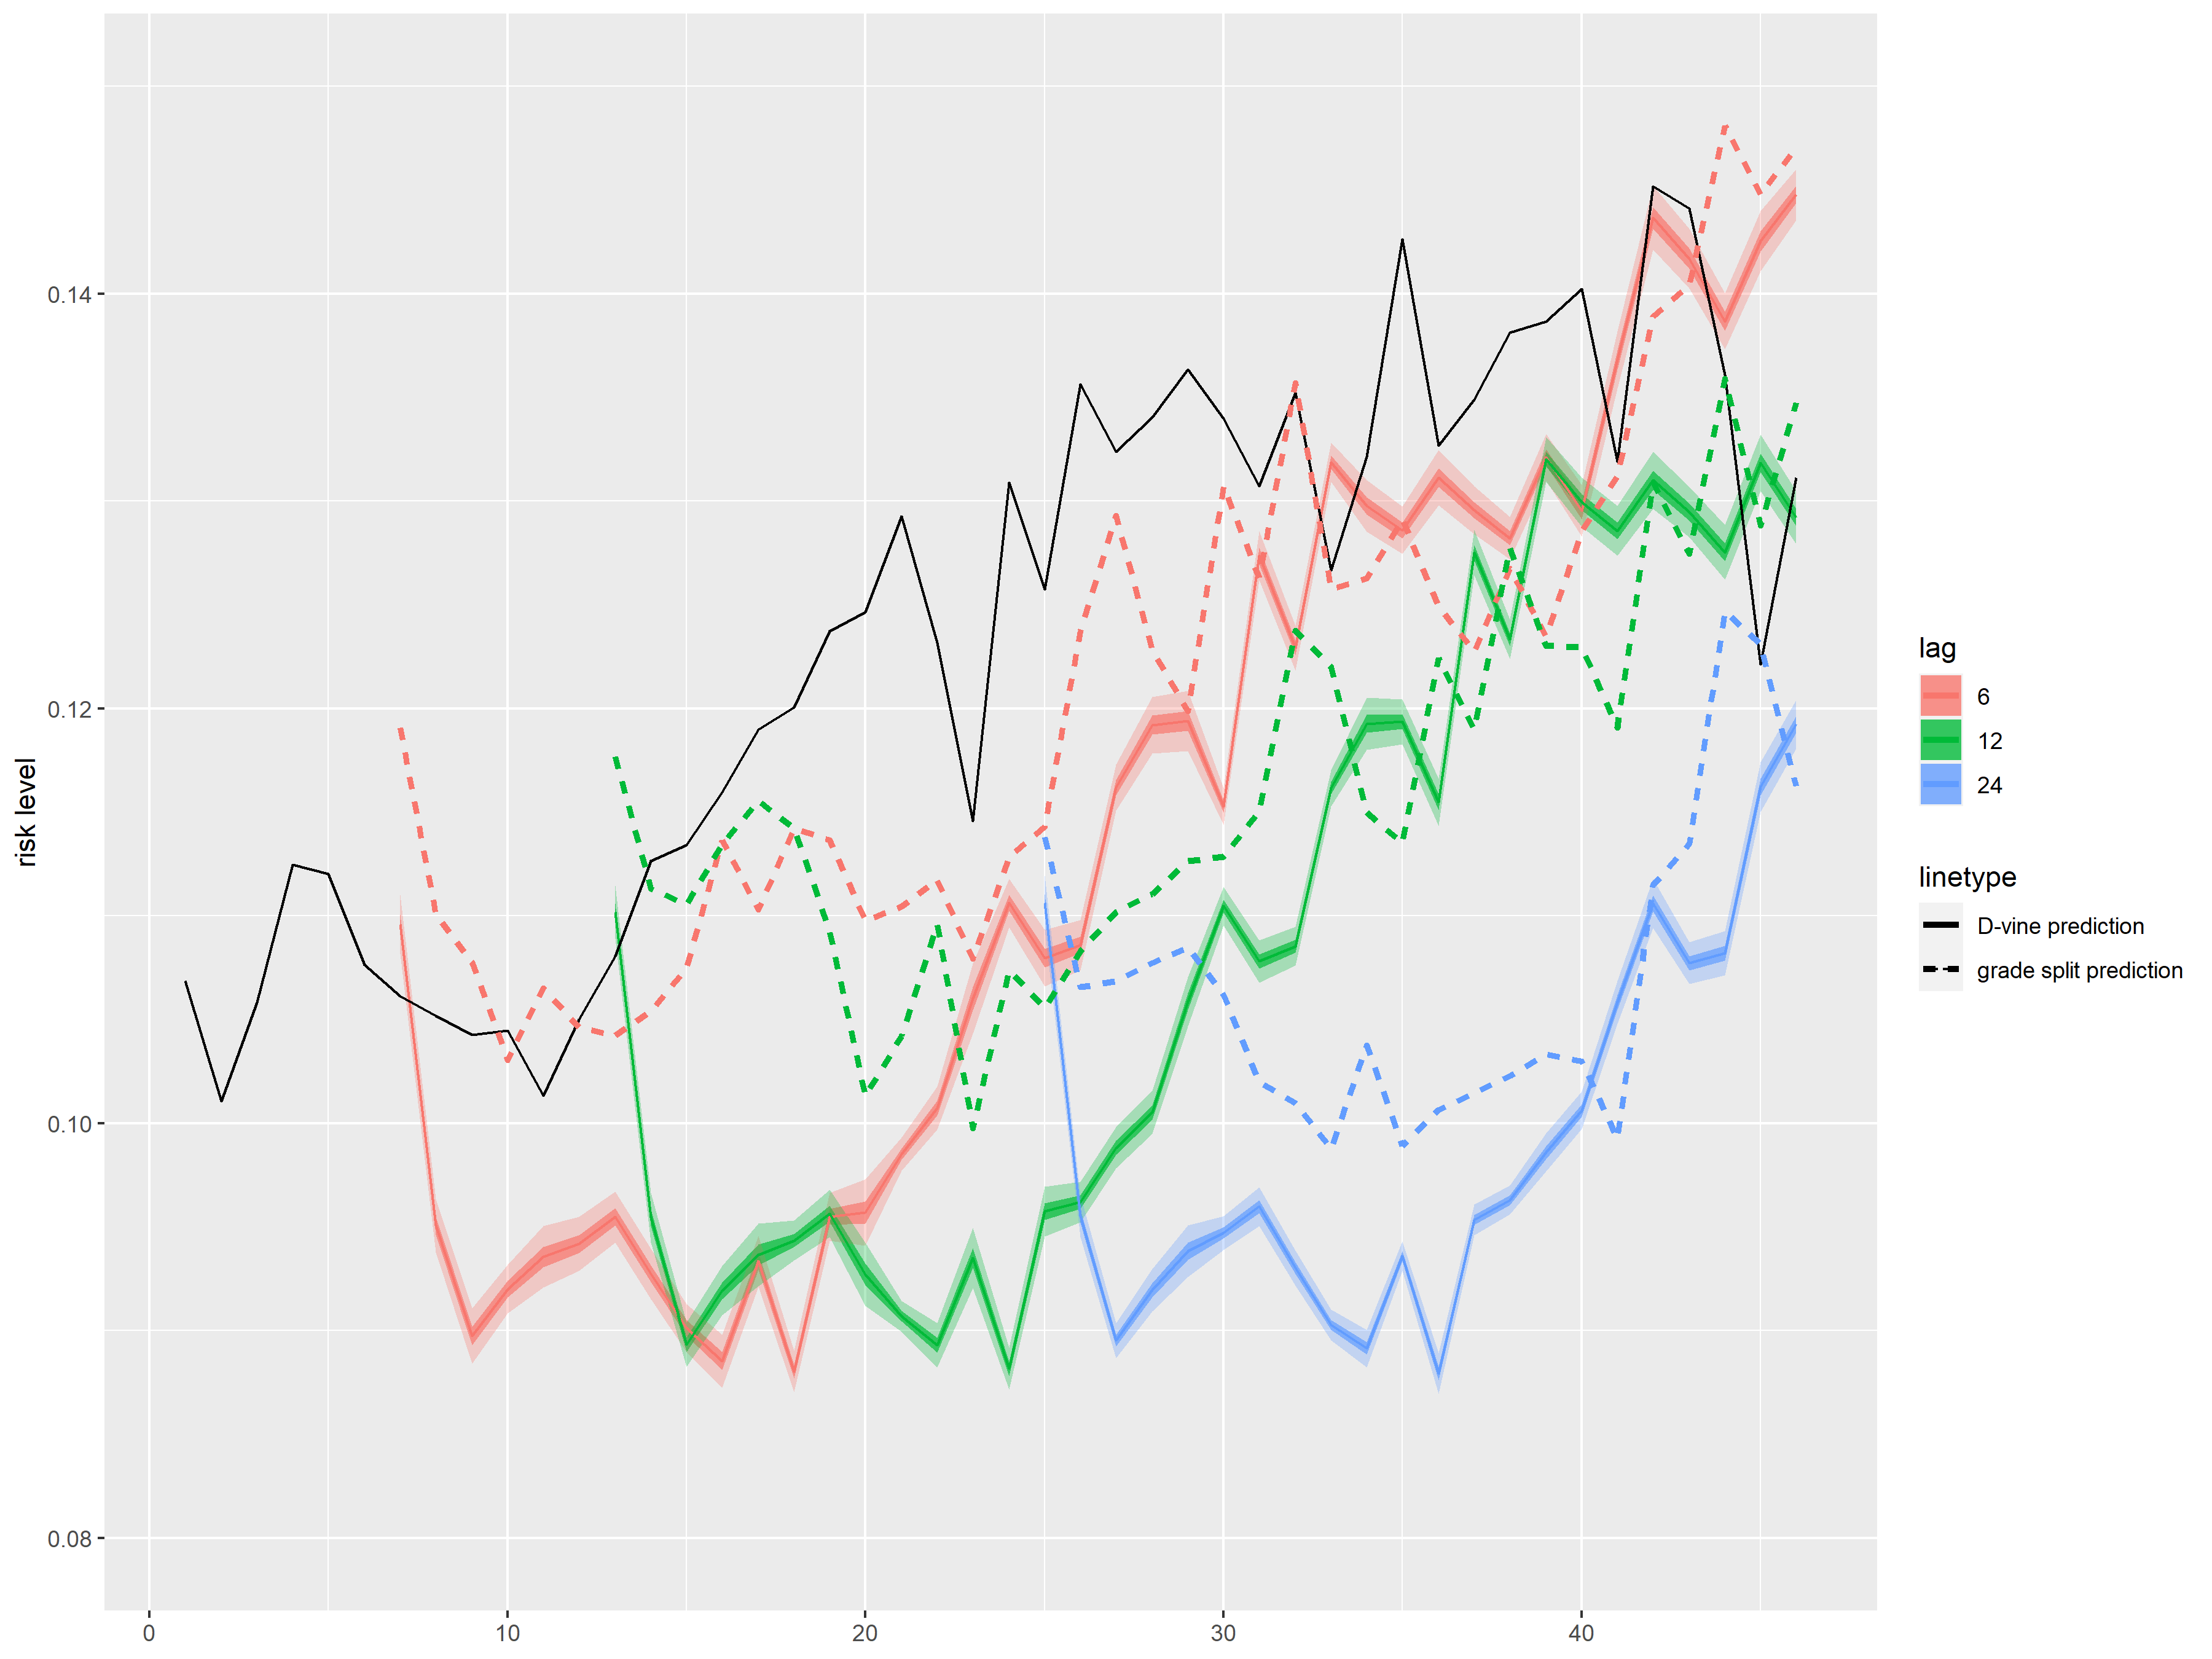 risk level
0.14
0.12
0.10
0.08
0
10
20
30
40
lag
6
12
24
linetype
D-vine prediction
grade split prediction